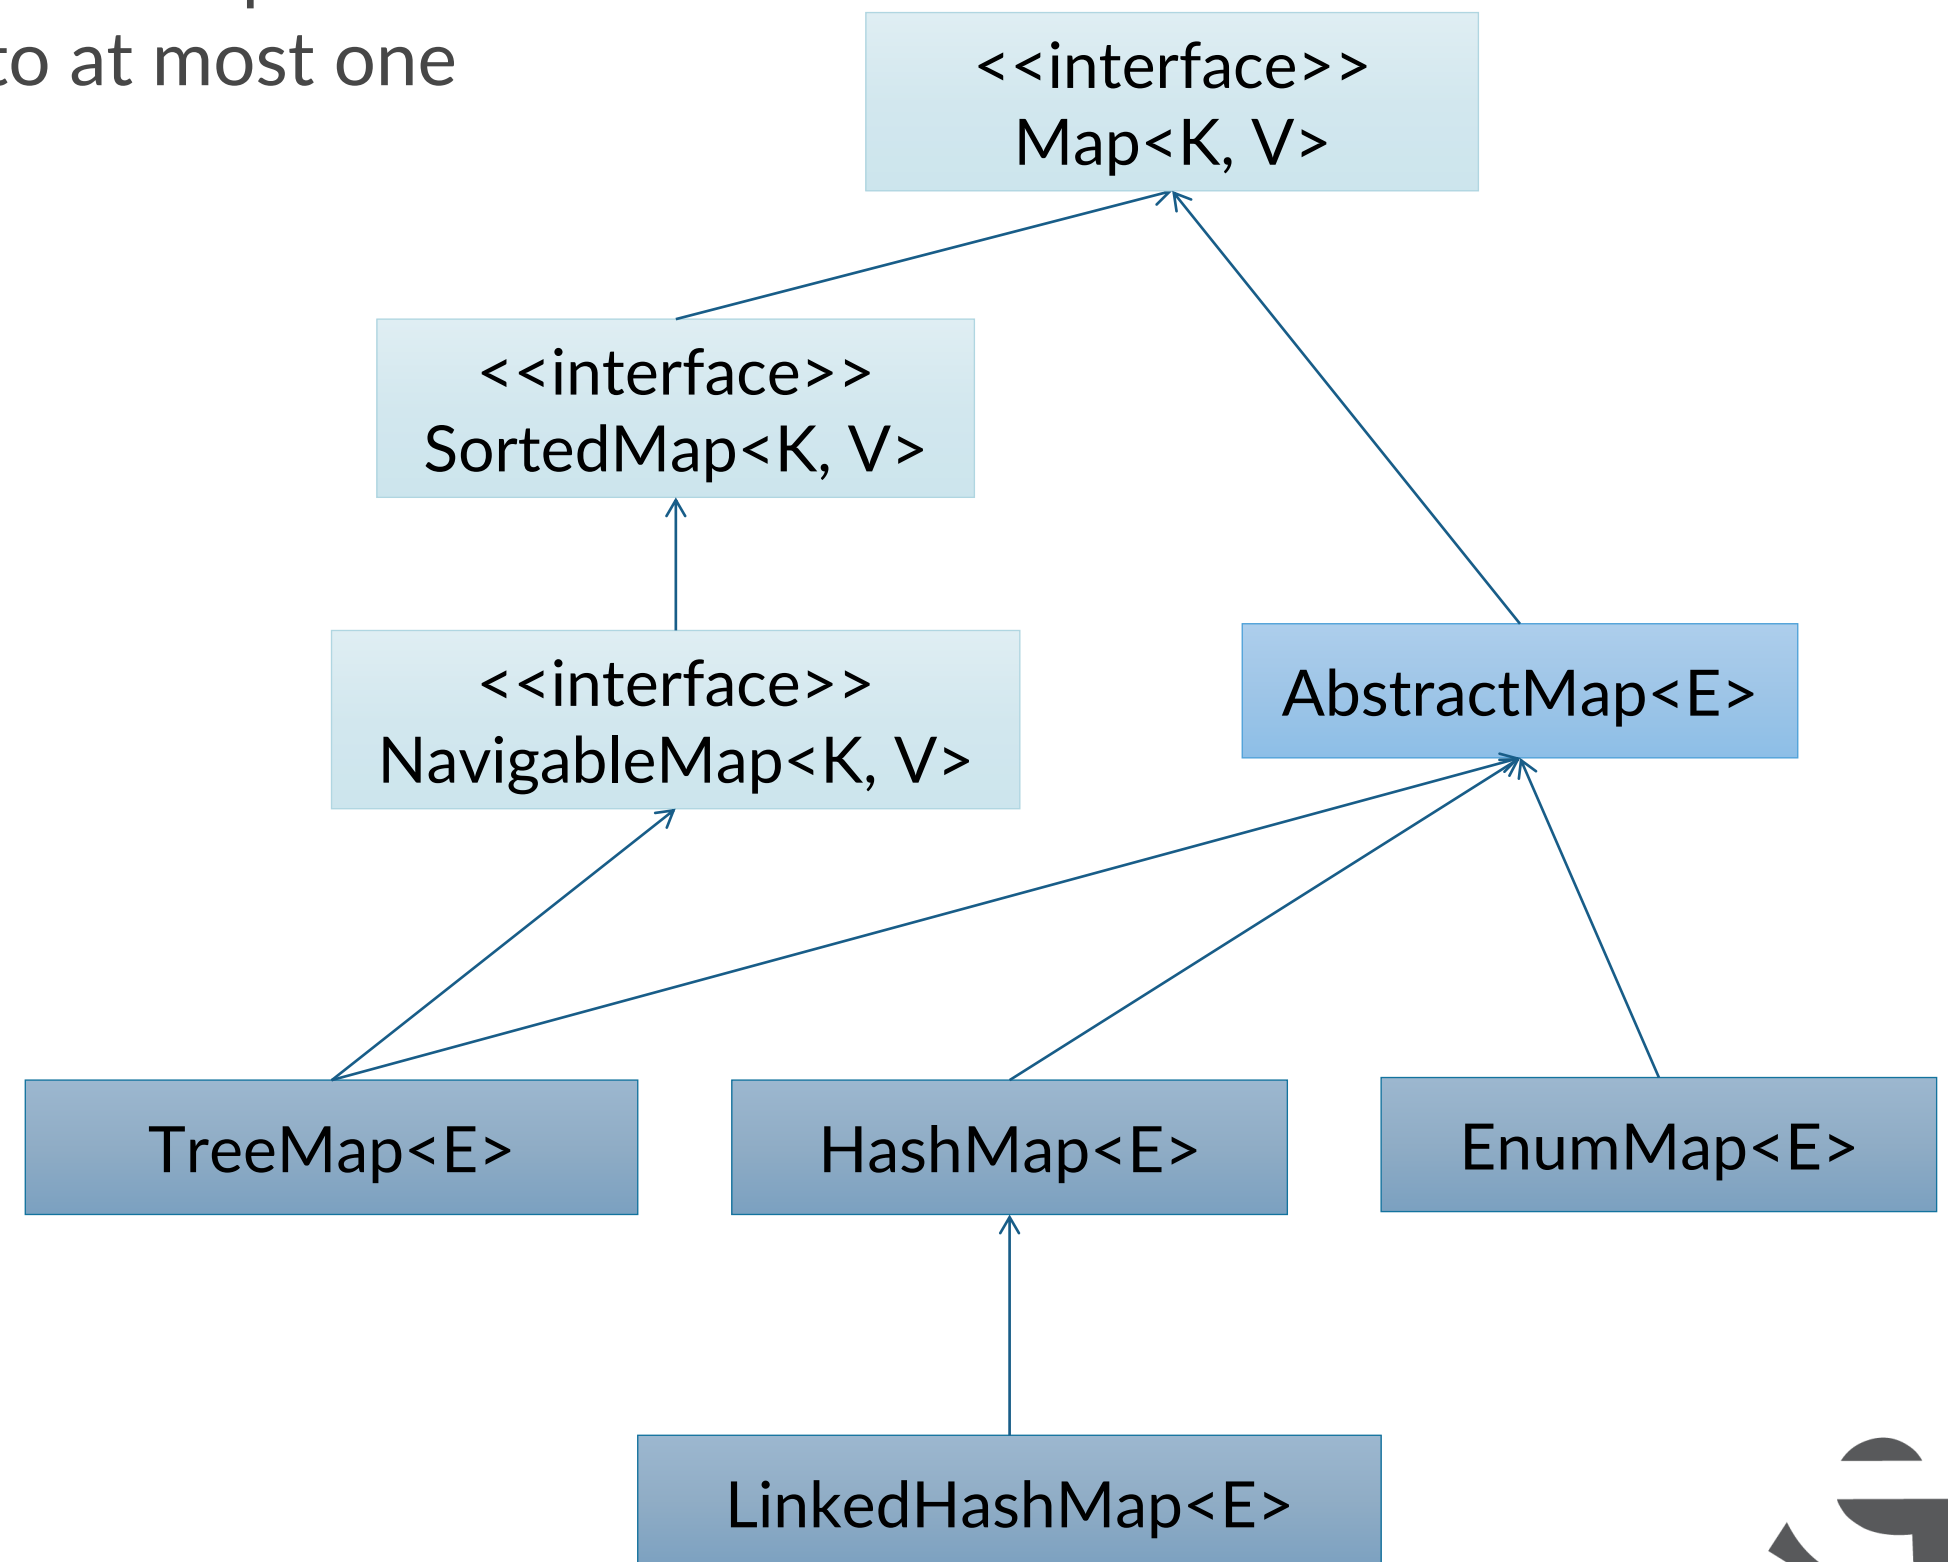 to at most one
<<interface>>
Map<K, V>
<<interface>>
SortedMap<K, V>
<<interface>>
NavigableMap<K, V>
AbstractMap<E>
TreeMap<E>
HashMap<E>
EnumMap<E>
LinkedHashMap<E>